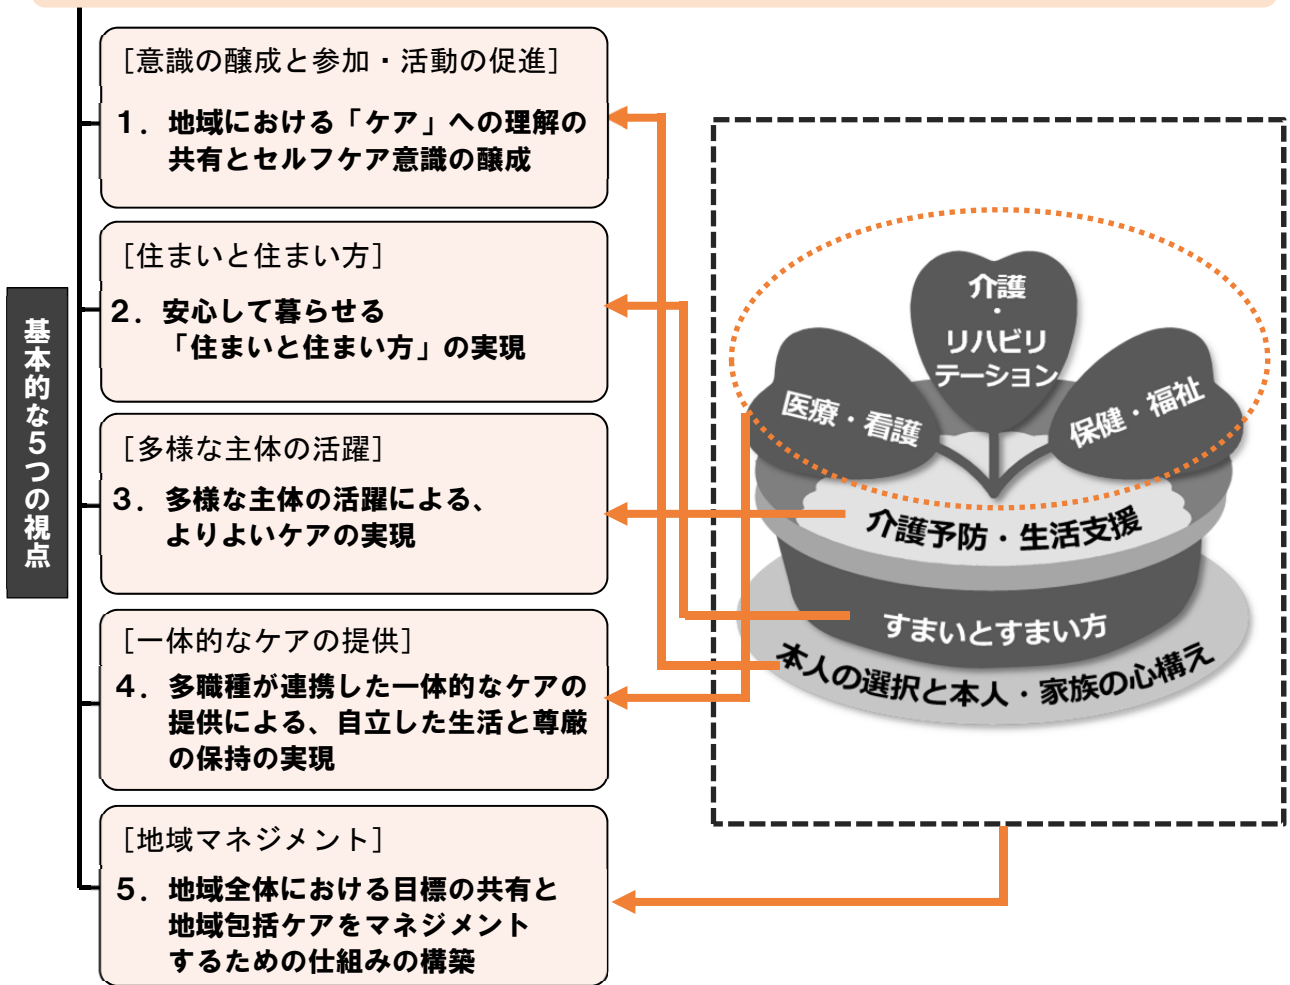 基本的な５つの視点
［意識の醸成と参加・活動の促進］
１．地域における「ケア」への理解の
共有とセルフケア意識の醸成
［住まいと住まい方］
２．安心して暮らせる
「住まいと住まい方」の実現
［多様な主体の活躍］
３．多様な主体の活躍による、
よりよいケアの実現
［一体的なケアの提供］
４．多職種が連携した一体的なケアの
提供による、自立した生活と尊厳
の保持の実現
［地域マネジメント］
５．地域全体における目標の共有と
地域包括ケアをマネジメント
するための仕組みの構築
介護
・
リハビリ
テーション
医療・看護
保健・福祉
介護予防・生活支援
すまいとすまい方
本人の選択と本人・家族の心構え